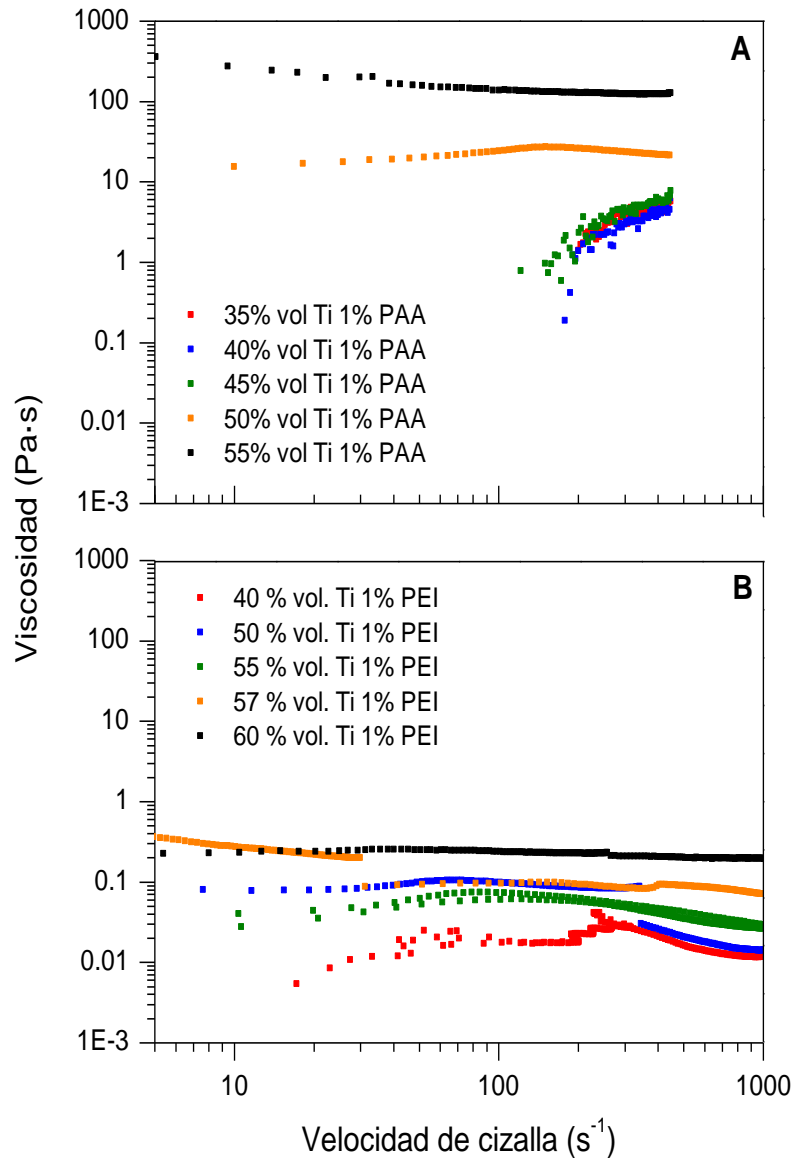 A
1000
100
10
1
0.1
0.01
1E-3
35% vol Ti 1% PAA
40% vol Ti 1% PAA
45% vol Ti 1% PAA
50% vol Ti 1% PAA
55% vol Ti 1% PAA
Viscosidad (Pa·s)
B
1000
100
10
1
0.1
0.01
1E-3
40 % vol. Ti 1% PEI
50 % vol. Ti 1% PEI
55 % vol. Ti 1% PEI
57 % vol. Ti 1% PEI
60 % vol. Ti 1% PEI
10
100
1000
Velocidad de cizalla (s⁻¹)